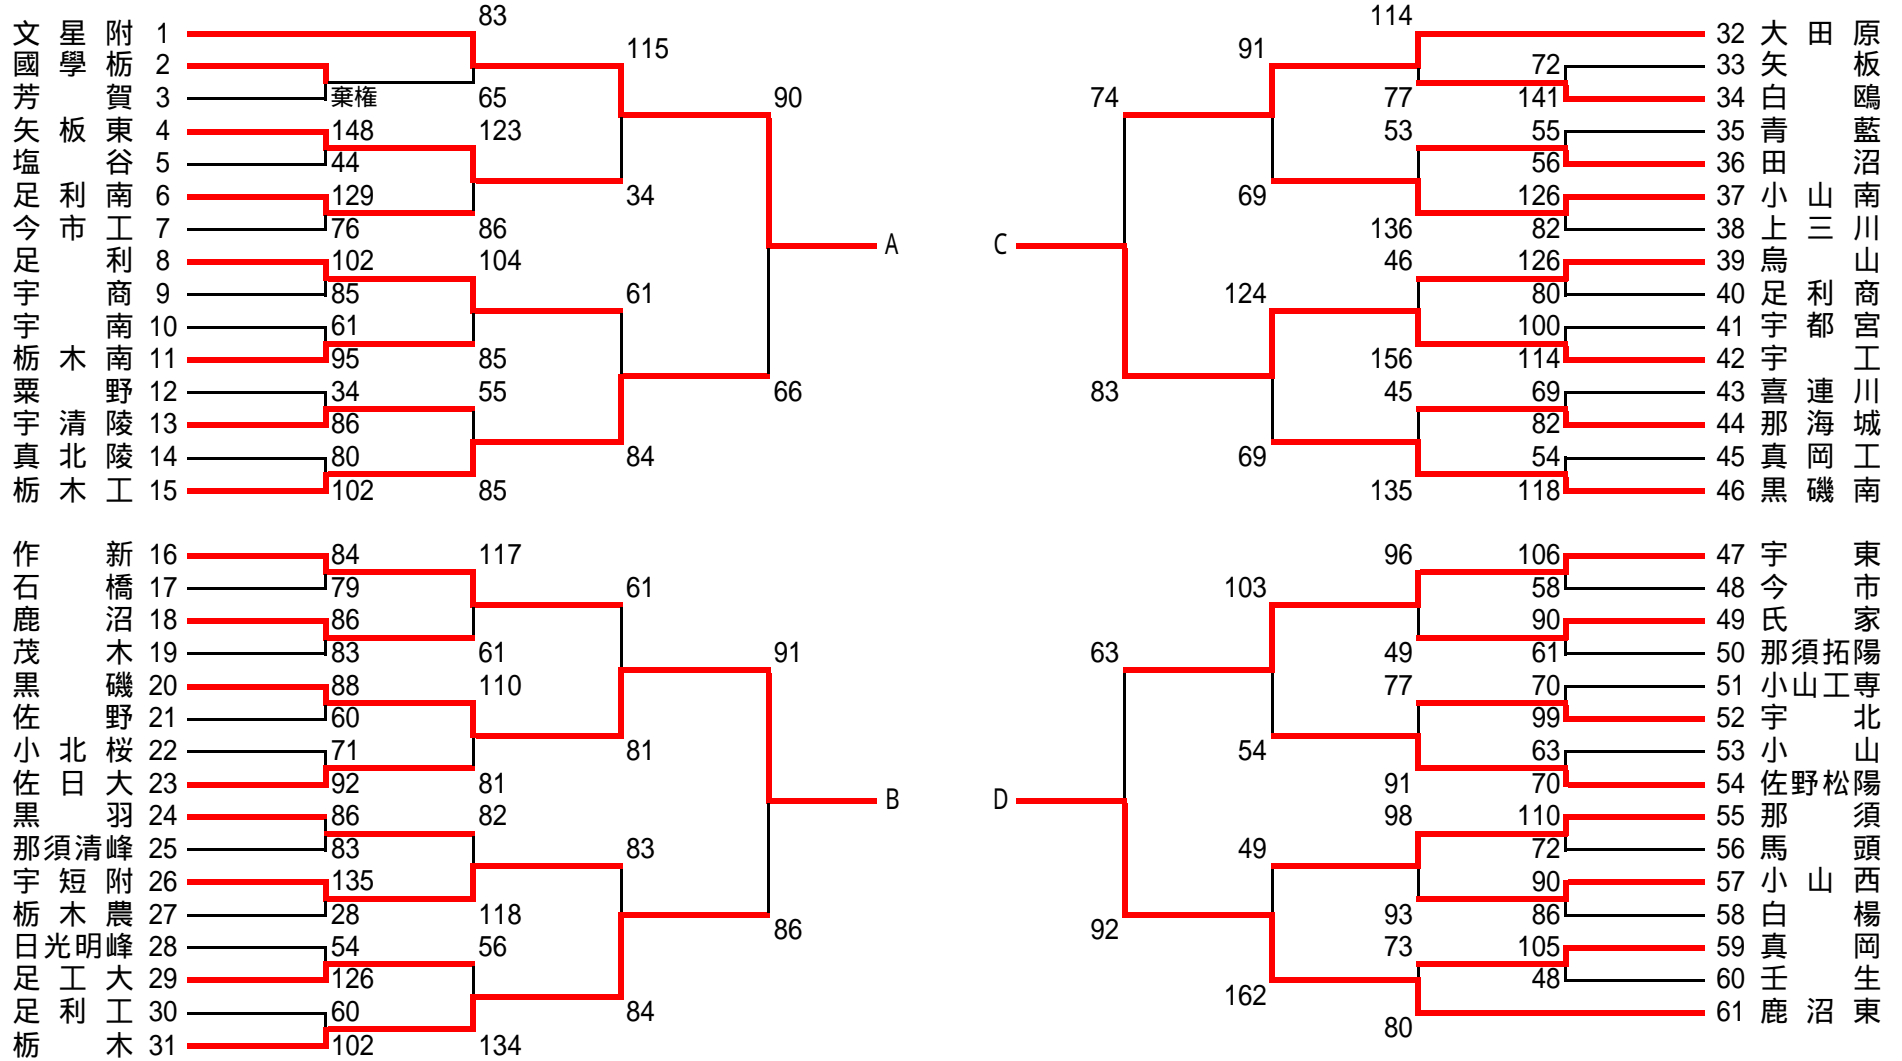 83
文星附 1
114
32 大田原
115
91
國學栃 2
72
33 矢板
芳賀 3
棄権
65
90
74
77
141
34 白鴎
矢板東 4
148
123
53
55
35 青藍
塩谷 5
44
56
36 田沼
足利南 6
129
34
69
126
37 小山南
今市工 7
76
86
136
82
38 上三川
A
C
足利 8
102
104
46
126
39 烏山
宇商 9
85
61
124
80
40 足利商
宇南 10
61
100
41 宇都宮
栃木南 11
95
85
156
114
42 宇工
粟野 12
34
55
66
83
45
69
43 喜連川
宇清陵 13
86
82
44 那海城
真北陵 14
80
84
69
54
45 真岡工
栃木工 15
102
85
135
118
46 黒磯南
作新 16
84
117
96
106
47 宇東
石橋 17
79
61
103
58
48 今市
鹿沼 18
86
90
49 氏家
茂木 19
83
61
91
63
49
61
50 那須拓陽
黒磯 20
88
110
77
70
51 小山工専
佐野 21
60
99
52 宇北
小北桜 22
71
81
54
63
53 小山
佐日大 23
92
81
91
70
54 佐野松陽
B
D
黒羽 24
86
82
98
110
55 那須
那須清峰 25
83
83
49
72
56 馬頭
宇短附 26
135
90
57 小山西
栃木農 27
28
118
86
92
93
86
58 白楊
日光明峰 28
54
56
73
105
59 真岡
足工大 29
126
162
48
60 壬生
足利工 30
60
84
80
61 鹿沼東
栃木 31
102
134